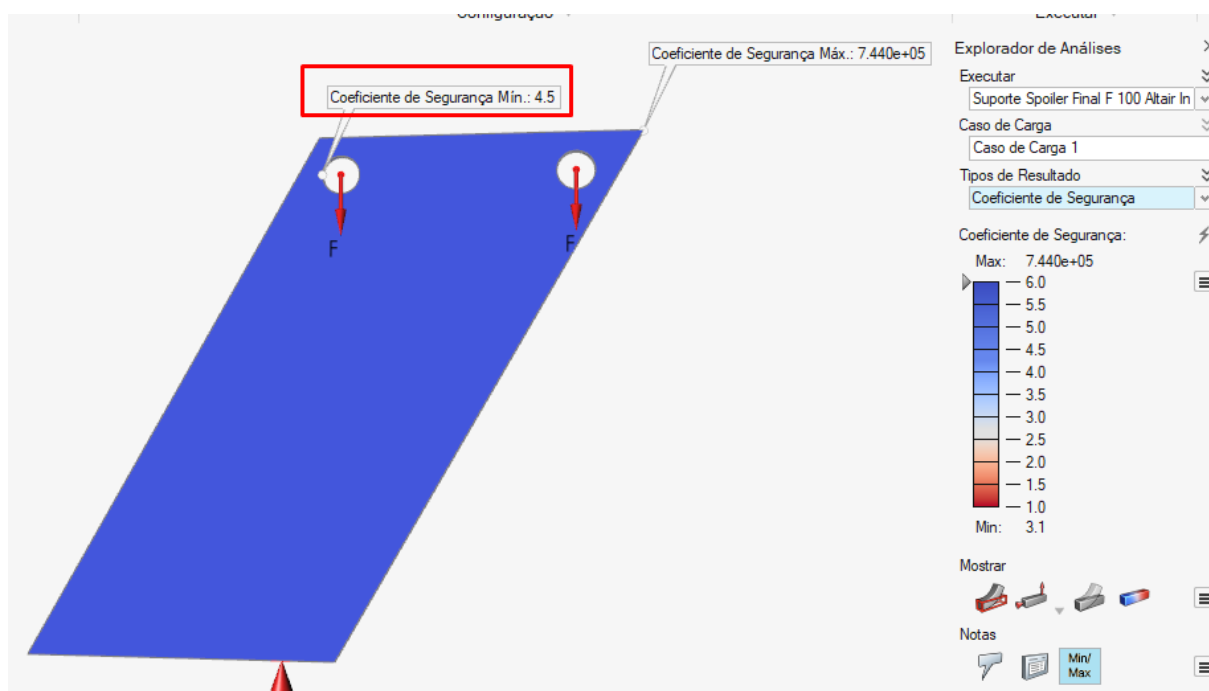 Configuração
Executar
Coeficiente de Segurança Máx.: 7.440e+05
Coeficiente de Segurança Mín.: 4.5
F
F
Explorador de Análises
Executar
Suporte Spoiler Final F 100 Altair In
Caso de Carga
Caso de Carga 1
Tipos de Resultado
Coeficiente de Segurança
Coeficiente de Segurança:
Max: 7.440e+05
6.0
5.5
5.0
4.5
4.0
3.5
3.0
2.5
2.0
1.5
1.0
Min: 3.1
Mostrar
Notas
Min/
Max